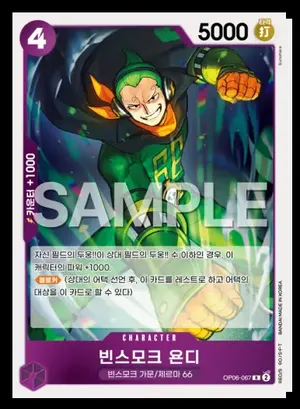 4
5000
打
카운터 +1000
SAMPLE
자신 필드의 두웅!!이 상대 필드의 두웅!! 수 이하인 경우, 이
캐릭터의 파워 +1000.
블로커 (상대의 어택 선언 후, 이 카드를 레스트로 하고 어택의
대상을 이 카드로 할 수 있다)
CHARACTER
빈스모크 욘디
빈스모크 가문/제르마 66
OP06-067 R 2